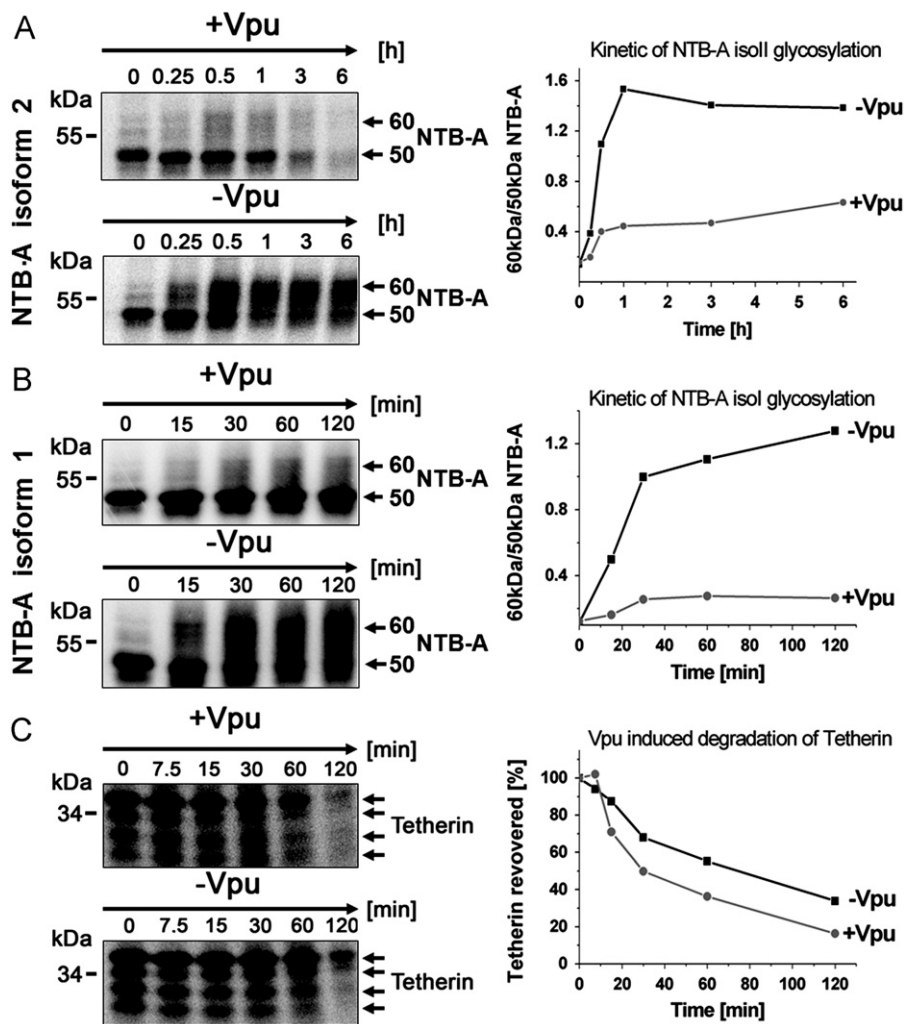 A
NTB-A isoform 2
+Vpu
[h]
0 0.25 0.5 1 3 6
kDa
55
60
NTB-A
50
-Vpu
[h]
0 0.25 0.5 1 3 6
kDa
55
60
NTB-A
50
Kinetic of NTB-A isoII glycosylation
60kDa/50kDa NTB-A
1.6
1.2
0.8
0.4
-Vpu
+Vpu
0 1 2 3 4 5 6
Time [h]
B
NTB-A isoform 1
+Vpu
[min]
0 15 30 60 120
kDa
55
60
NTB-A
50
-Vpu
[min]
0 15 30 60 120
kDa
55
60
NTB-A
50
Kinetic of NTB-A isoI glycosylation
60kDa/50kDa NTB-A
1.2
0.8
0.4
-Vpu
+Vpu
0 20 40 60 80 100 120
Time [min]
C
+Vpu
[min]
0 7.5 15 30 60 120
kDa
34
Tetherin
-Vpu
[min]
0 7.5 15 30 60 120
kDa
34
Tetherin
Vpu induced degradation of Tetherin
Tetherin revovered [%]
100
80
60
40
20
0
-Vpu
+Vpu
0 20 40 60 80 100 120
Time [min]